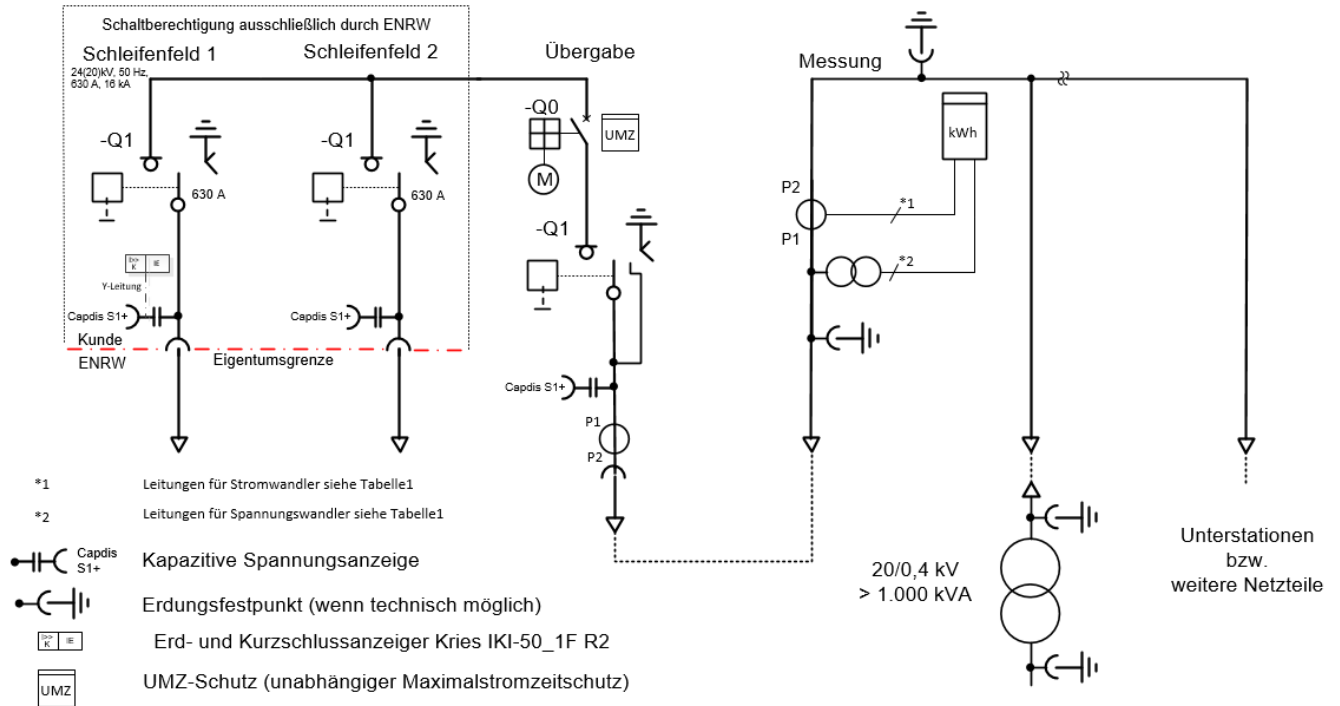 Schaltberechtigung ausschließlich durch ENRW
Schleifenfeld 1
Schleifenfeld 2
Übergabe
Messung
24(20)kV, 50 Hz,
630 A, 16 kA
-Q1
630 A
-Q1
630 A
-Q0
UMZ
M
-Q1
kWh
P2
P1
*1
*2
I>> K
IE
Y-Leitung
Capdis S1+
Capdis S1+
Kunde
ENRW
Eigentumsgrenze
Capdis S1+
P1
P2
*1 Leitungen für Stromwandler siehe Tabelle1
*2 Leitungen für Spannungswandler siehe Tabelle1
Capdis
S1+
Kapazitive Spannungsanzeige
Erdungsfestpunkt (wenn technisch möglich)
I>> K
IE
Erd- und Kurzschlussanzeiger Kries IKI-50_1F R2
UMZ
UMZ-Schutz (unabhängiger Maximalstromzeitschutz)
20/0,4 kV
> 1.000 kVA
Unterstationen
bzw.
weitere Netzteile